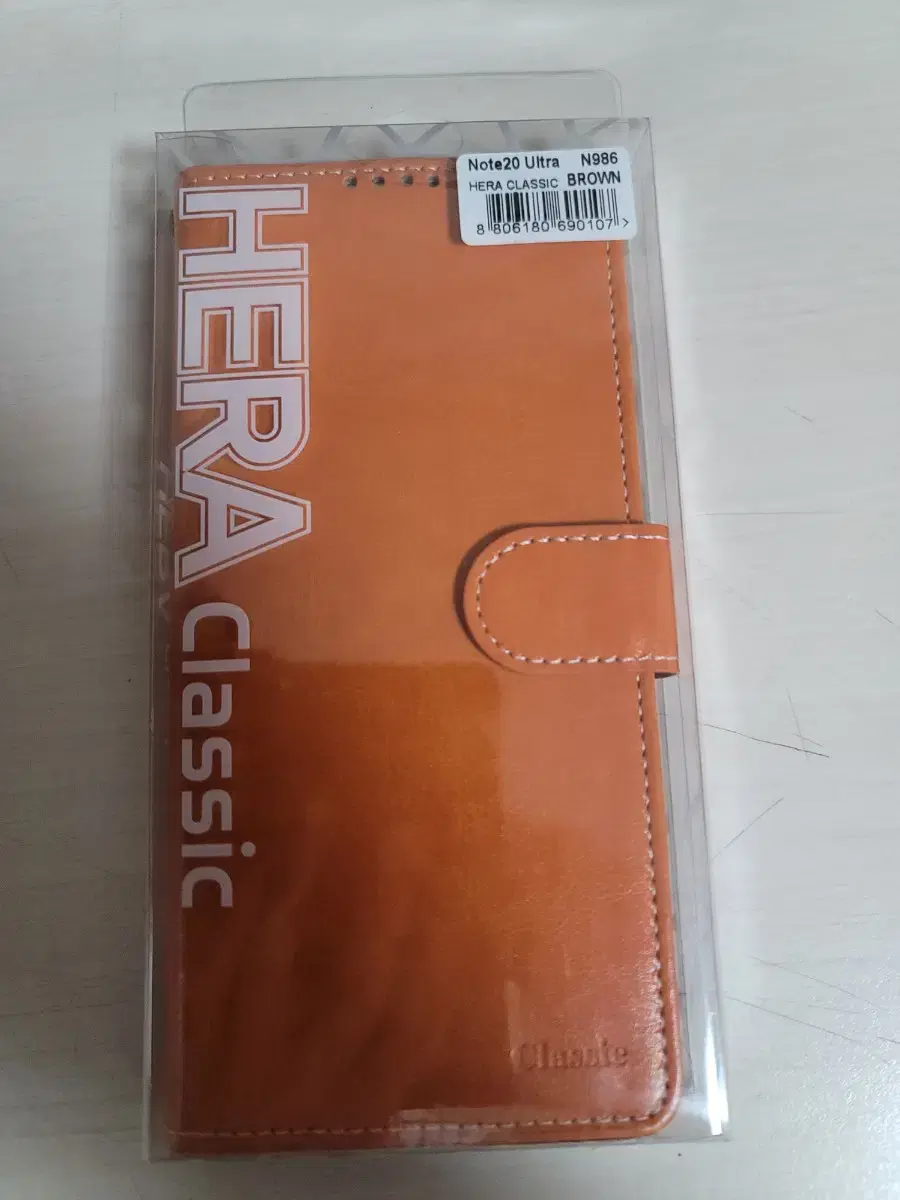 Note20 Ultra N986
HERA CLASSIC BROWN
8 806180 690107 >
HERA Classic
Classic